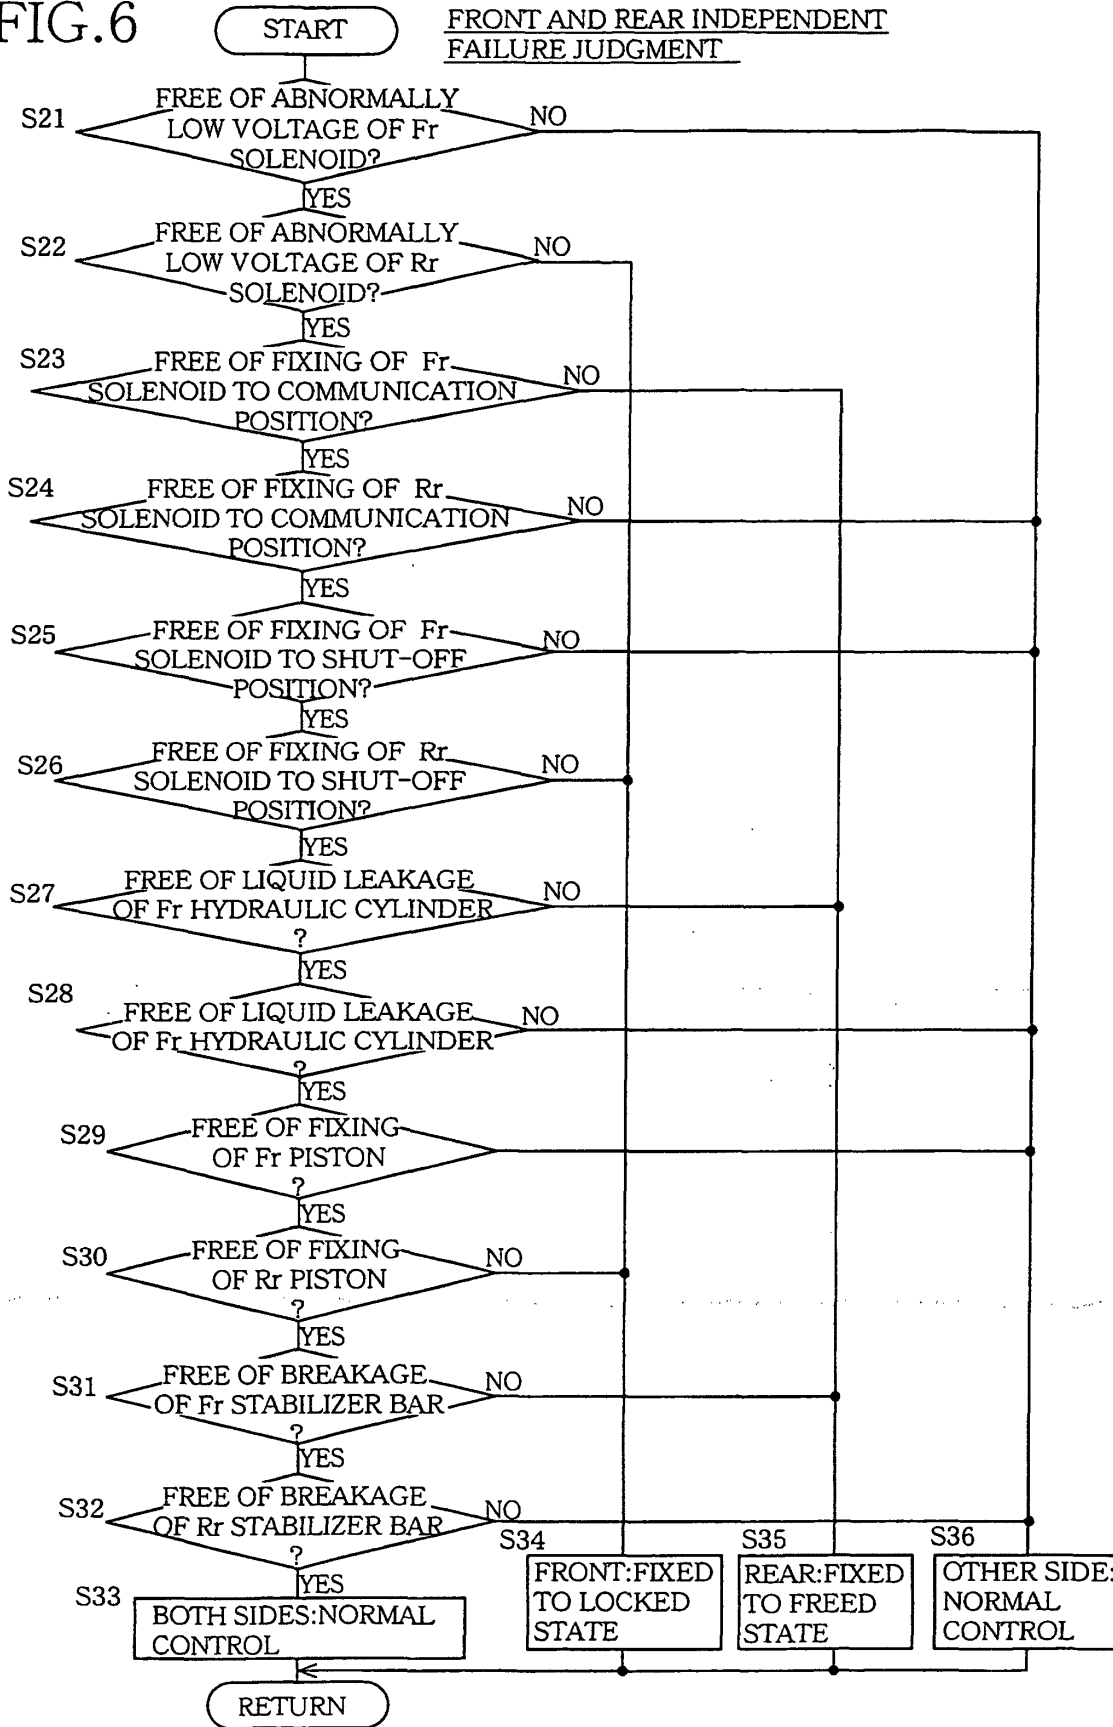 FIG.6
START
FRONT AND REAR INDEPENDENT
FAILURE JUDGMENT
S21
FREE OF ABNORMALLY
LOW VOLTAGE OF Fr
SOLENOID?
NO
YES
S22
FREE OF ABNORMALLY
LOW VOLTAGE OF Rr
SOLENOID?
NO
YES
S23
FREE OF FIXING OF Fr
SOLENOID TO COMMUNICATION
POSITION?
NO
YES
S24
FREE OF FIXING OF Rr
SOLENOID TO COMMUNICATION
POSITION?
NO
YES
S25
FREE OF FIXING OF Fr
SOLENOID TO SHUT-OFF
POSITION?
NO
YES
S26
FREE OF FIXING OF Rr
SOLENOID TO SHUT-OFF
POSITION?
NO
YES
S27
FREE OF LIQUID LEAKAGE
OF Fr HYDRAULIC CYLINDER
?
NO
YES
S28
FREE OF LIQUID LEAKAGE
OF Fr HYDRAULIC CYLINDER
?
NO
YES
S29
FREE OF FIXING
OF Fr PISTON
?
YES
S30
FREE OF FIXING
OF Rr PISTON
?
NO
YES
S31
FREE OF BREAKAGE
OF Fr STABILIZER BAR
?
NO
YES
S32
FREE OF BREAKAGE
OF Rr STABILIZER BAR
?
NO
YES
S33
BOTH SIDES:NORMAL
CONTROL
S34
FRONT:FIXED
TO LOCKED
STATE
S35
REAR:FIXED
TO FREED
STATE
S36
OTHER SIDE:
NORMAL
CONTROL
RETURN